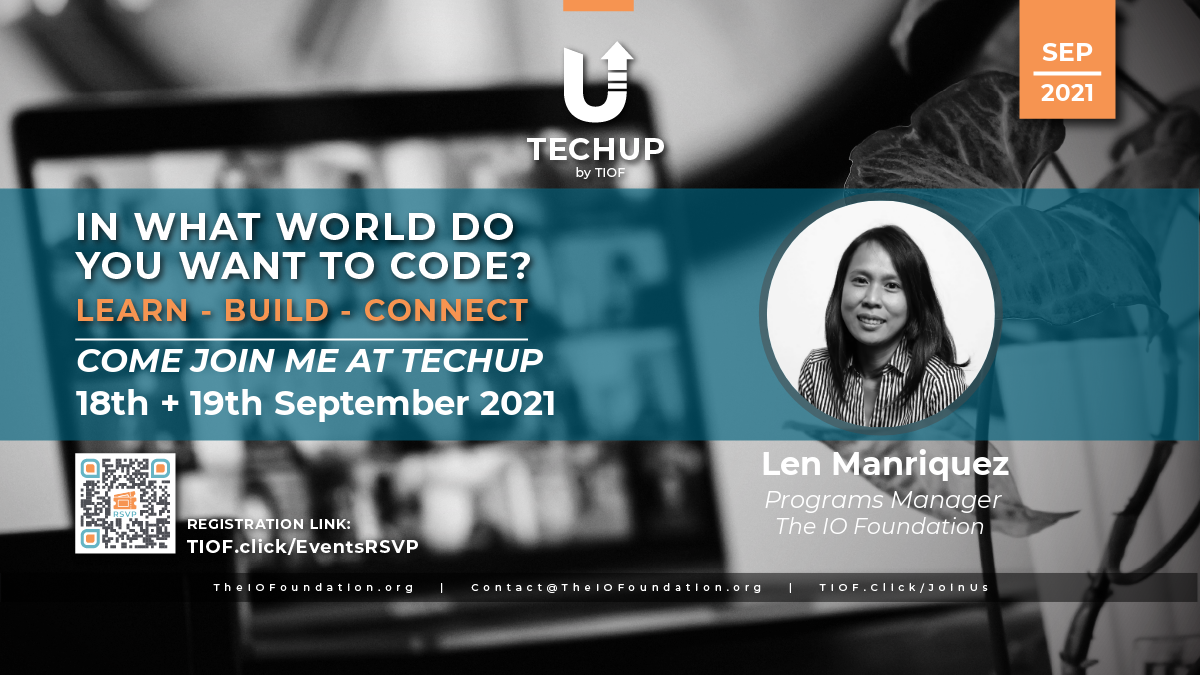 SEP
2021
TECHUP
by TIOF
IN WHAT WORLD DO
YOU WANT TO CODE?
LEARN - BUILD - CONNECT
COME JOIN ME AT TECHUP
18th + 19th September 2021
Len Manriquez
Programs Manager
The IO Foundation
RSVP
REGISTRATION LINK:
TIOF.click/EventsRSVP
TheIOFoundation.org | Contact@TheIOFoundation.org | TIOF.Click/JoinUs